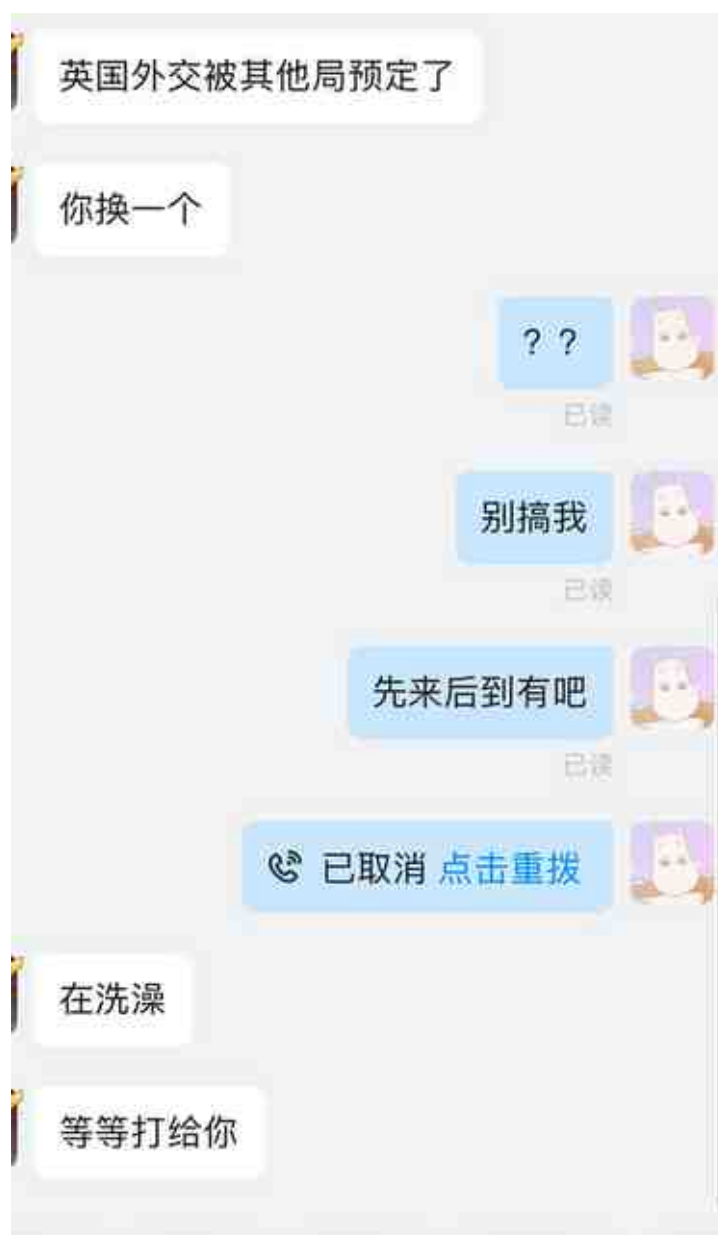 英国外交被其他局预定了
你换一个
？？
已读
别搞我
已读
先来后到有吧
已读
已取消 点击重拨
在洗澡
等等打给你